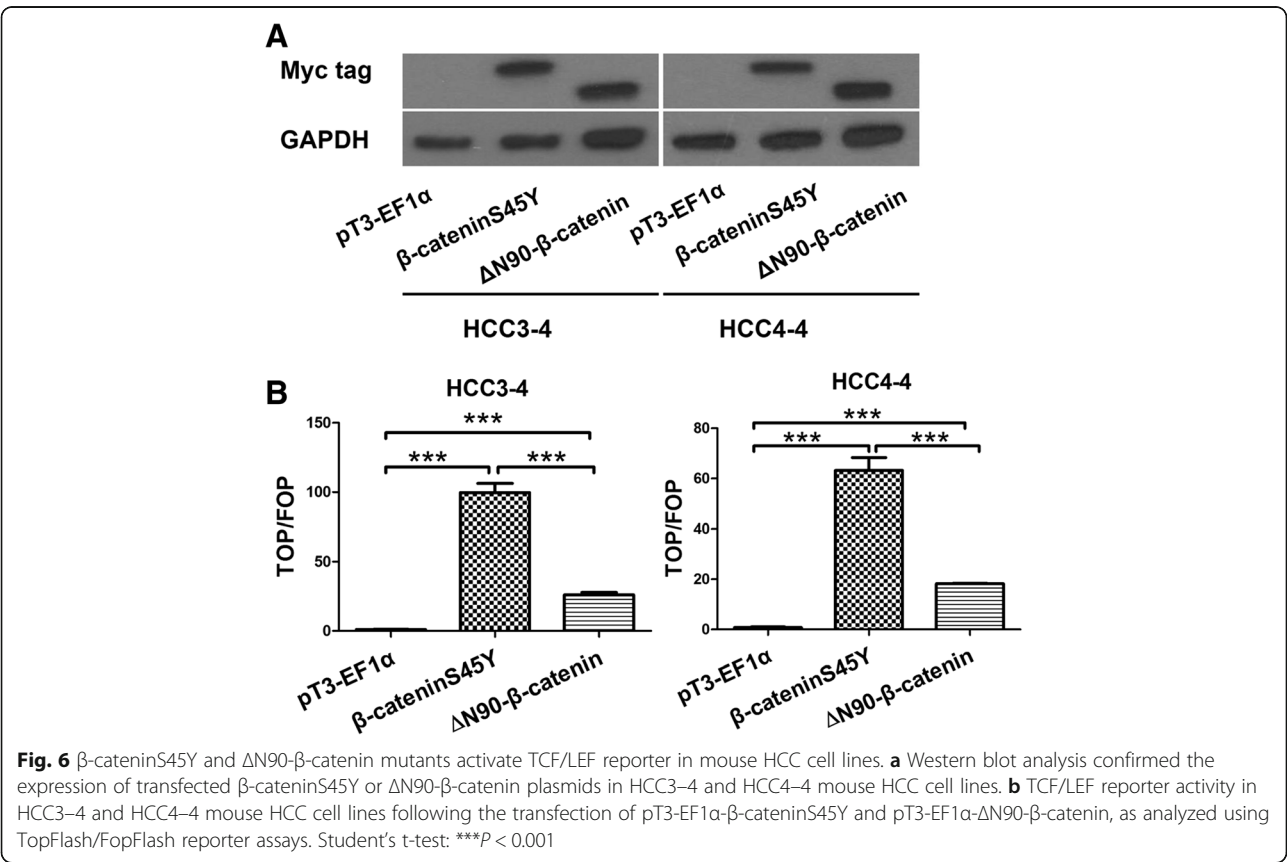 A
Myc tag
GAPDH
pT3-EF1α
β-cateninS45Y
ΔN90-β-catenin
pT3-EF1α
β-cateninS45Y
ΔN90-β-catenin
HCC3-4
HCC4-4
B
HCC3-4
TOP/FOP
150
100
50
0
***
***
***
pT3-EF1α
β-cateninS45Y
ΔN90-β-catenin
HCC4-4
TOP/FOP
80
60
40
20
0
***
***
***
pT3-EF1α
β-cateninS45Y
ΔN90-β-catenin
Fig. 6 β-cateninS45Y and ΔN90-β-catenin mutants activate TCF/LEF reporter in mouse HCC cell lines. a Western blot analysis confirmed the
expression of transfected β-cateninS45Y or ΔN90-β-catenin plasmids in HCC3–4 and HCC4–4 mouse HCC cell lines. b TCF/LEF reporter activity in
HCC3–4 and HCC4–4 mouse HCC cell lines following the transfection of pT3-EF1α-β-cateninS45Y and pT3-EF1α-ΔN90-β-catenin, as analyzed using
TopFlash/FopFlash reporter assays. Student's t-test: ***P < 0.001